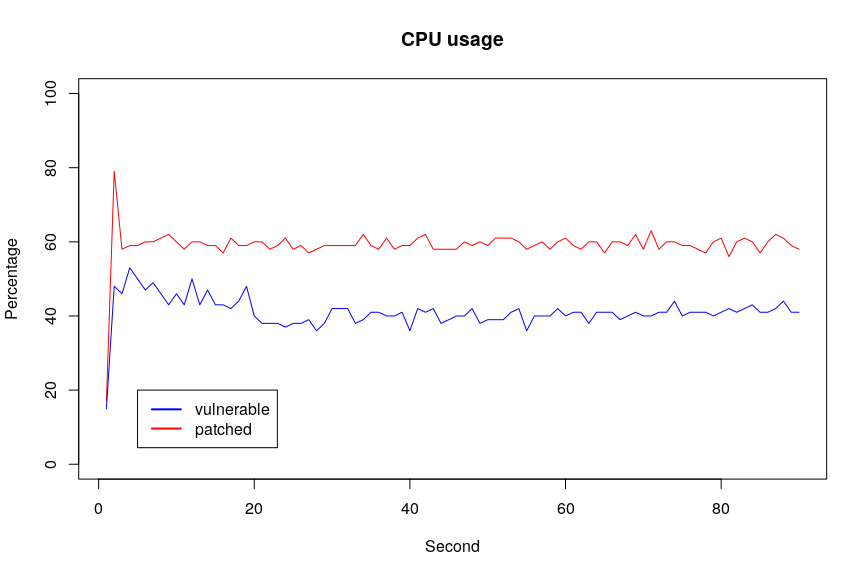 CPU usage
Percentage
100
80
60
40
20
0
vulnerable
patched
0 20 40 60 80
Second